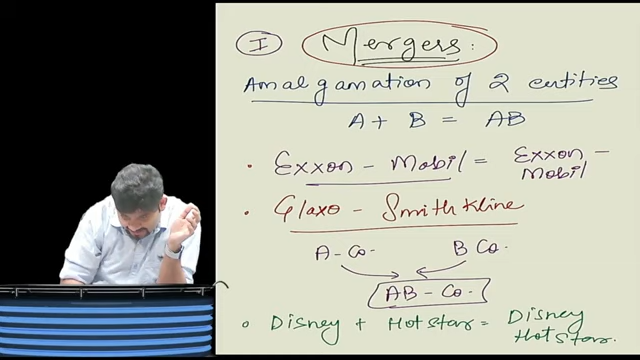 I Mergers:
Amalgamation of 2 entities
A + B = AB
• Exxon - Mobil = Exxon - Mobil
• Glaxo - Smithkline
A - Co. B Co.
AB - Co.
• Disney + Hotstar = Disney Hotstar.